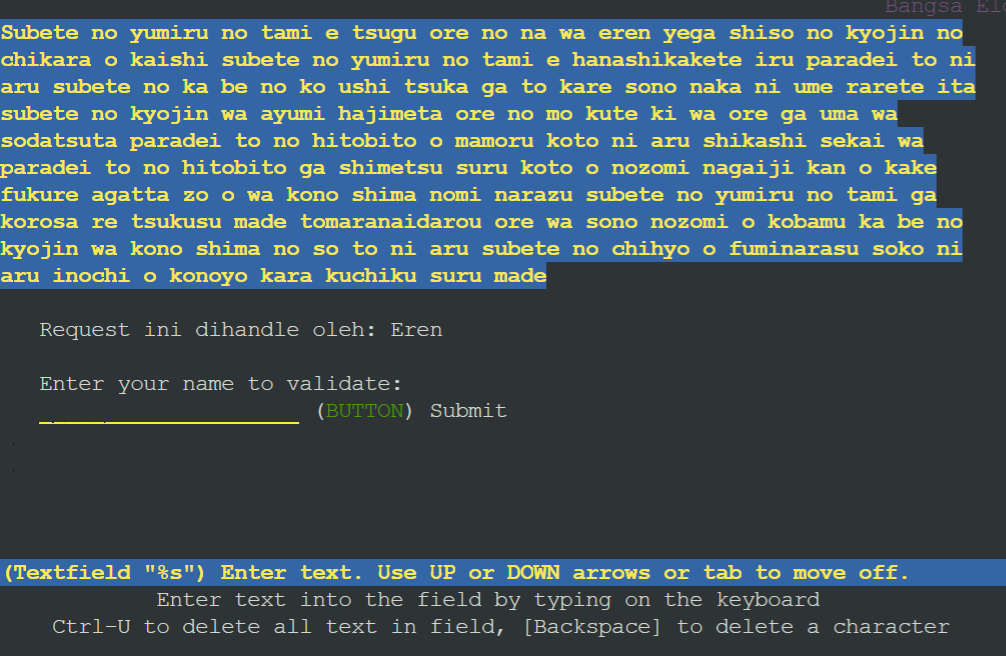 Bangsa El
Subete no yumiru no tami e tsugu ore no na wa eren yega shiso no kyojin no
chikara o kaishi subete no yumiru no tami e hanashikakete iru paradei to ni
aru subete no ka be no ko ushi tsuka ga to kare sono naka ni ume rarete ita
subete no kyojin wa ayumi hajimeta ore no mo kute ki wa ore ga uma wa
sodatsuta paradei to no hitobito o mamoru koto ni aru shikashi sekai wa
paradei to no hitobito ga shimetsu suru koto o nozomi nagaiji kan o kake
fukure agatta zo o wa kono shima nomi narazu subete no yumiru no tami ga
korosa re tsukusu made tomaranaidarou ore wa sono nozomi o kobamu ka be no
kyojin wa kono shima no so to ni aru subete no chihyo o fuminarasu soko ni
aru inochi o konoyo kara kuchiku suru made
Request ini dihandle oleh: Eren
Enter your name to validate:
____________________ (BUTTON) Submit
(Textfield "%s") Enter text. Use UP or DOWN arrows or tab to move off.
Enter text into the field by typing on the keyboard
Ctrl-U to delete all text in field, [Backspace] to delete a character